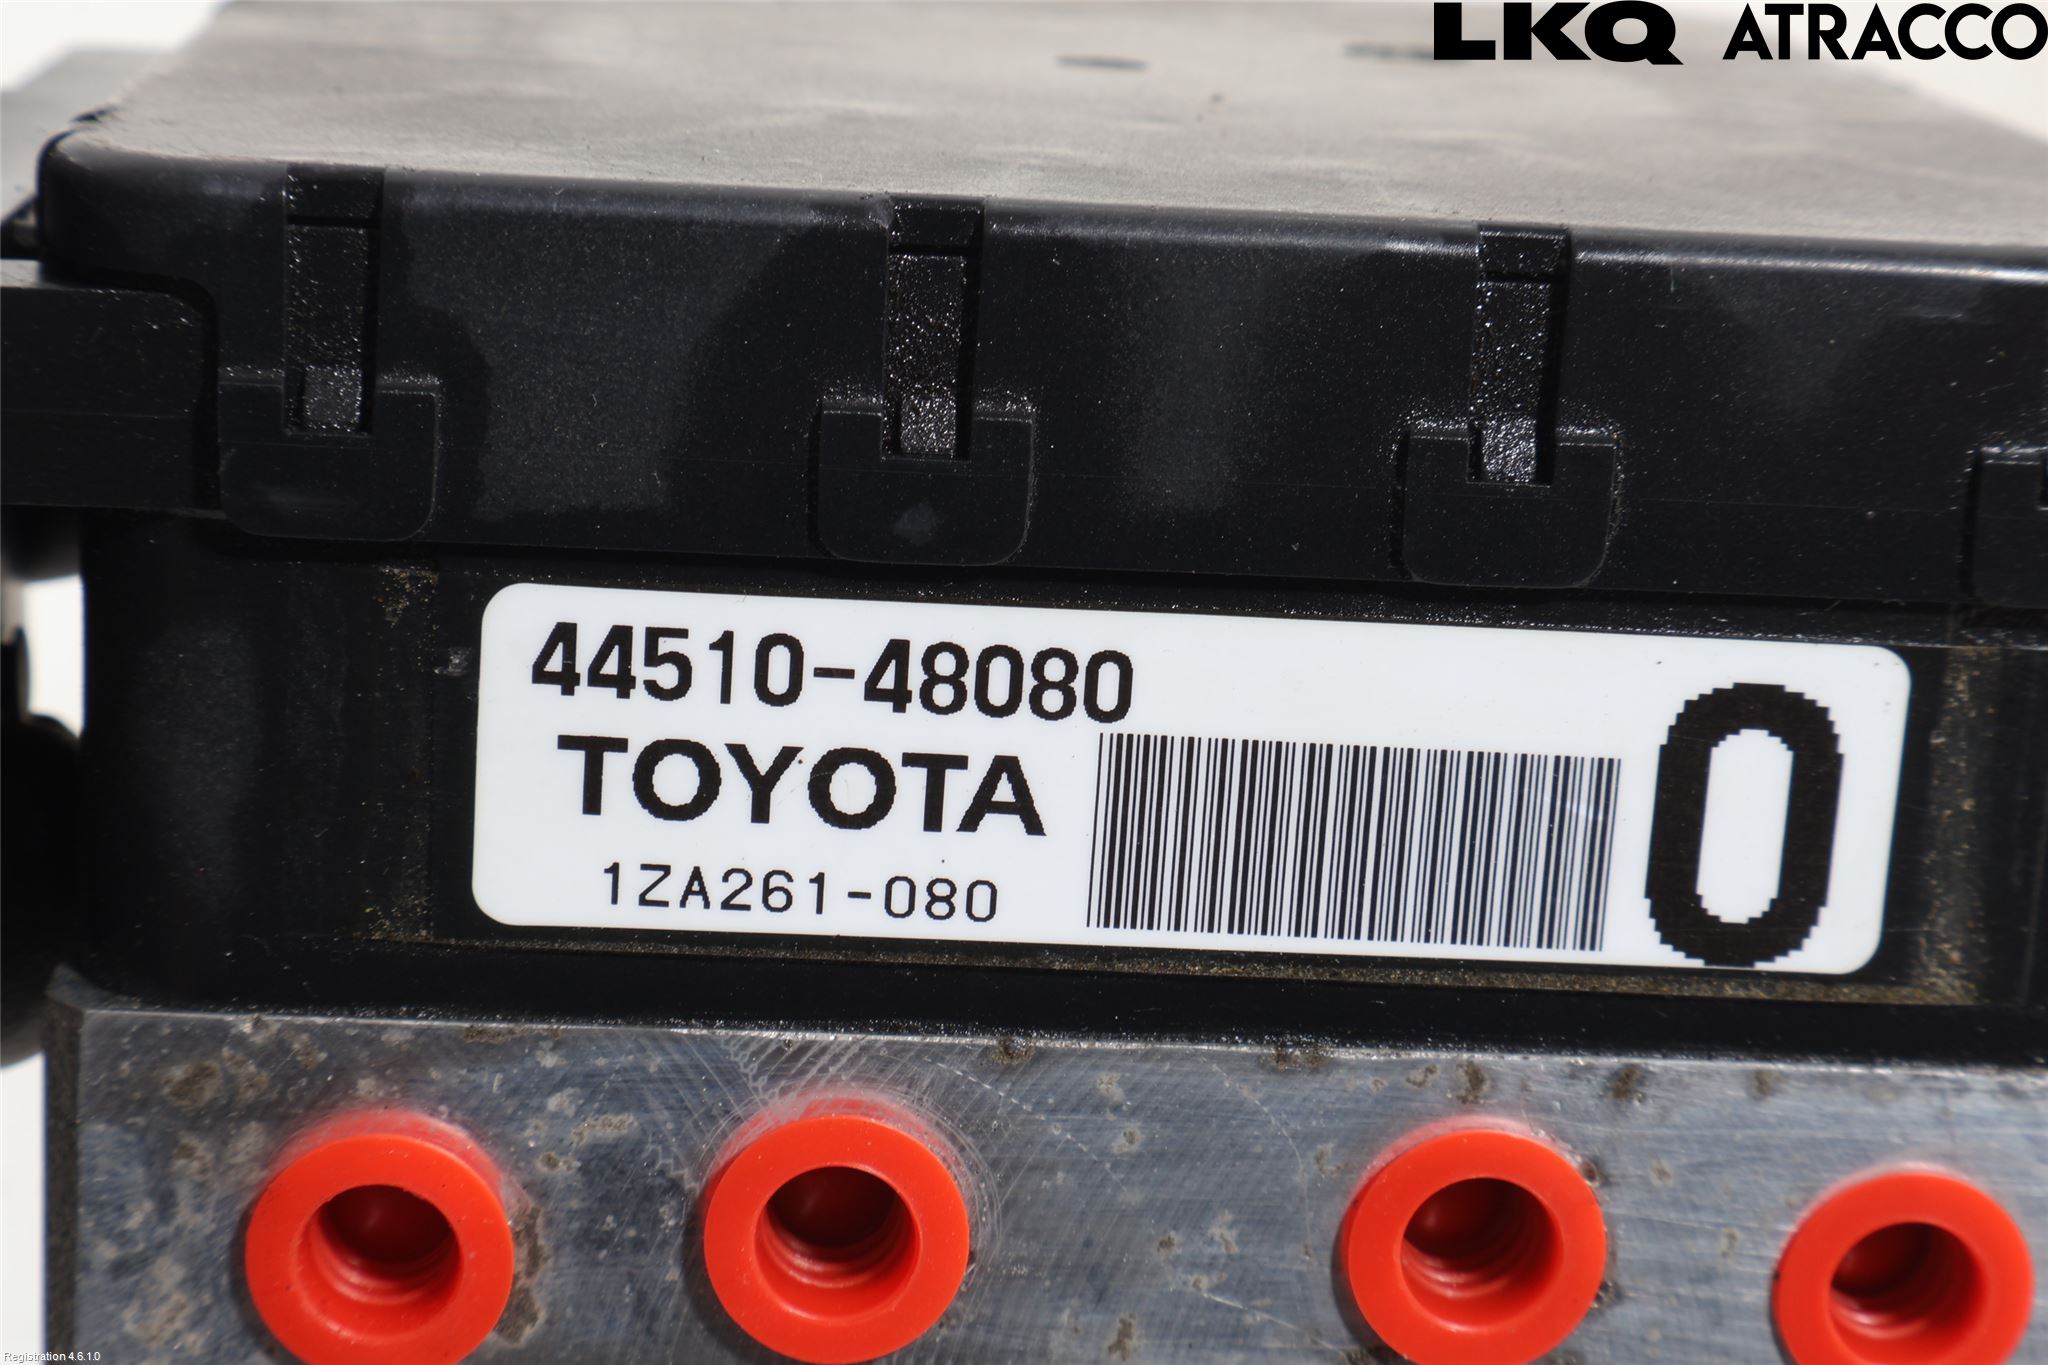 LKQ ATRACCO
44510-48080
TOYOTA
1ZA261-080
0
Registration 4.6.1.0